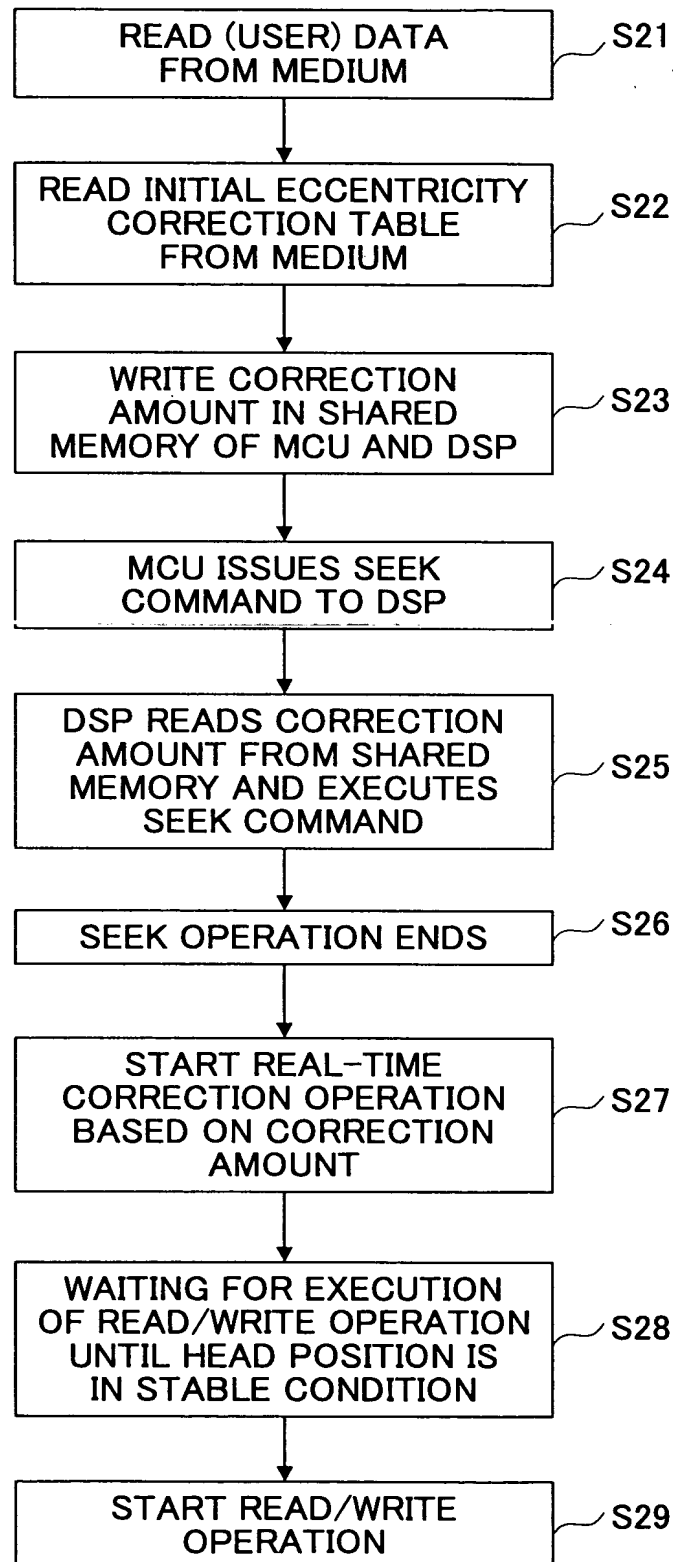 READ (USER) DATA
FROM MEDIUM
S21
READ INITIAL ECCENTRICITY
CORRECTION TABLE
FROM MEDIUM
S22
WRITE CORRECTION
AMOUNT IN SHARED
MEMORY OF MCU AND DSP
S23
MCU ISSUES SEEK
COMMAND TO DSP
S24
DSP READS CORRECTION
AMOUNT FROM SHARED
MEMORY AND EXECUTES
SEEK COMMAND
S25
SEEK OPERATION ENDS
S26
START REAL-TIME
CORRECTION OPERATION
BASED ON CORRECTION
AMOUNT
S27
WAITING FOR EXECUTION
OF READ/WRITE OPERATION
UNTIL HEAD POSITION IS
IN STABLE CONDITION
S28
START READ/WRITE
OPERATION
S29